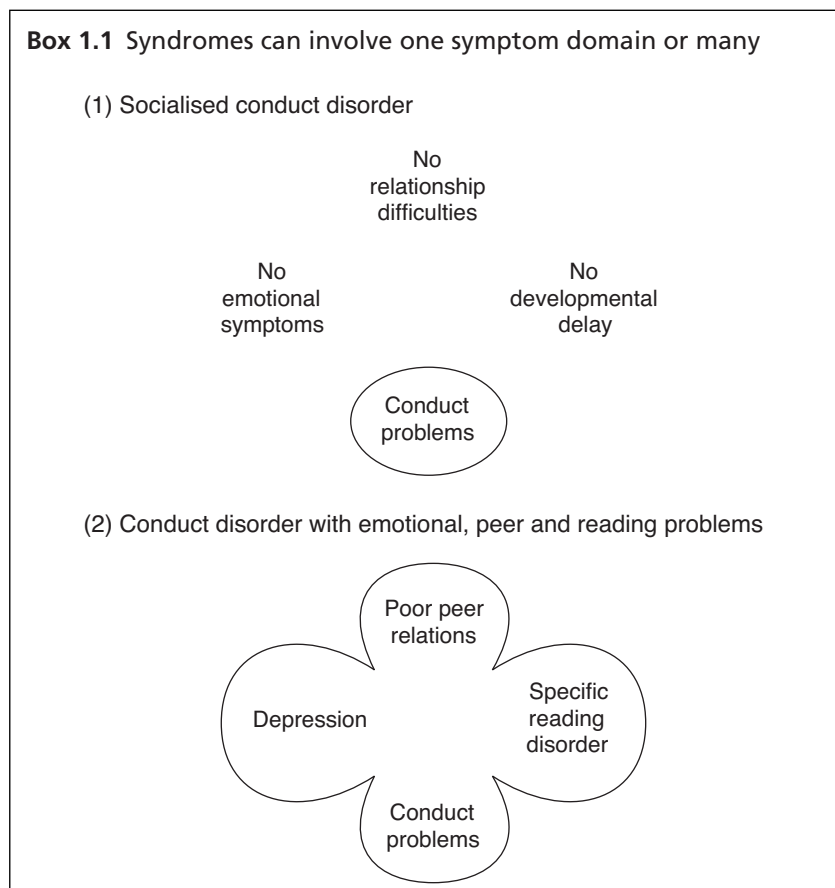 Box 1.1 Syndromes can involve one symptom domain or many
(1) Socialised conduct disorder
No
relationship
difficulties
No
emotional
symptoms
No
developmental
delay
Conduct
problems
(2) Conduct disorder with emotional, peer and reading problems
Poor peer
relations
Depression
Specific
reading
disorder
Conduct
problems